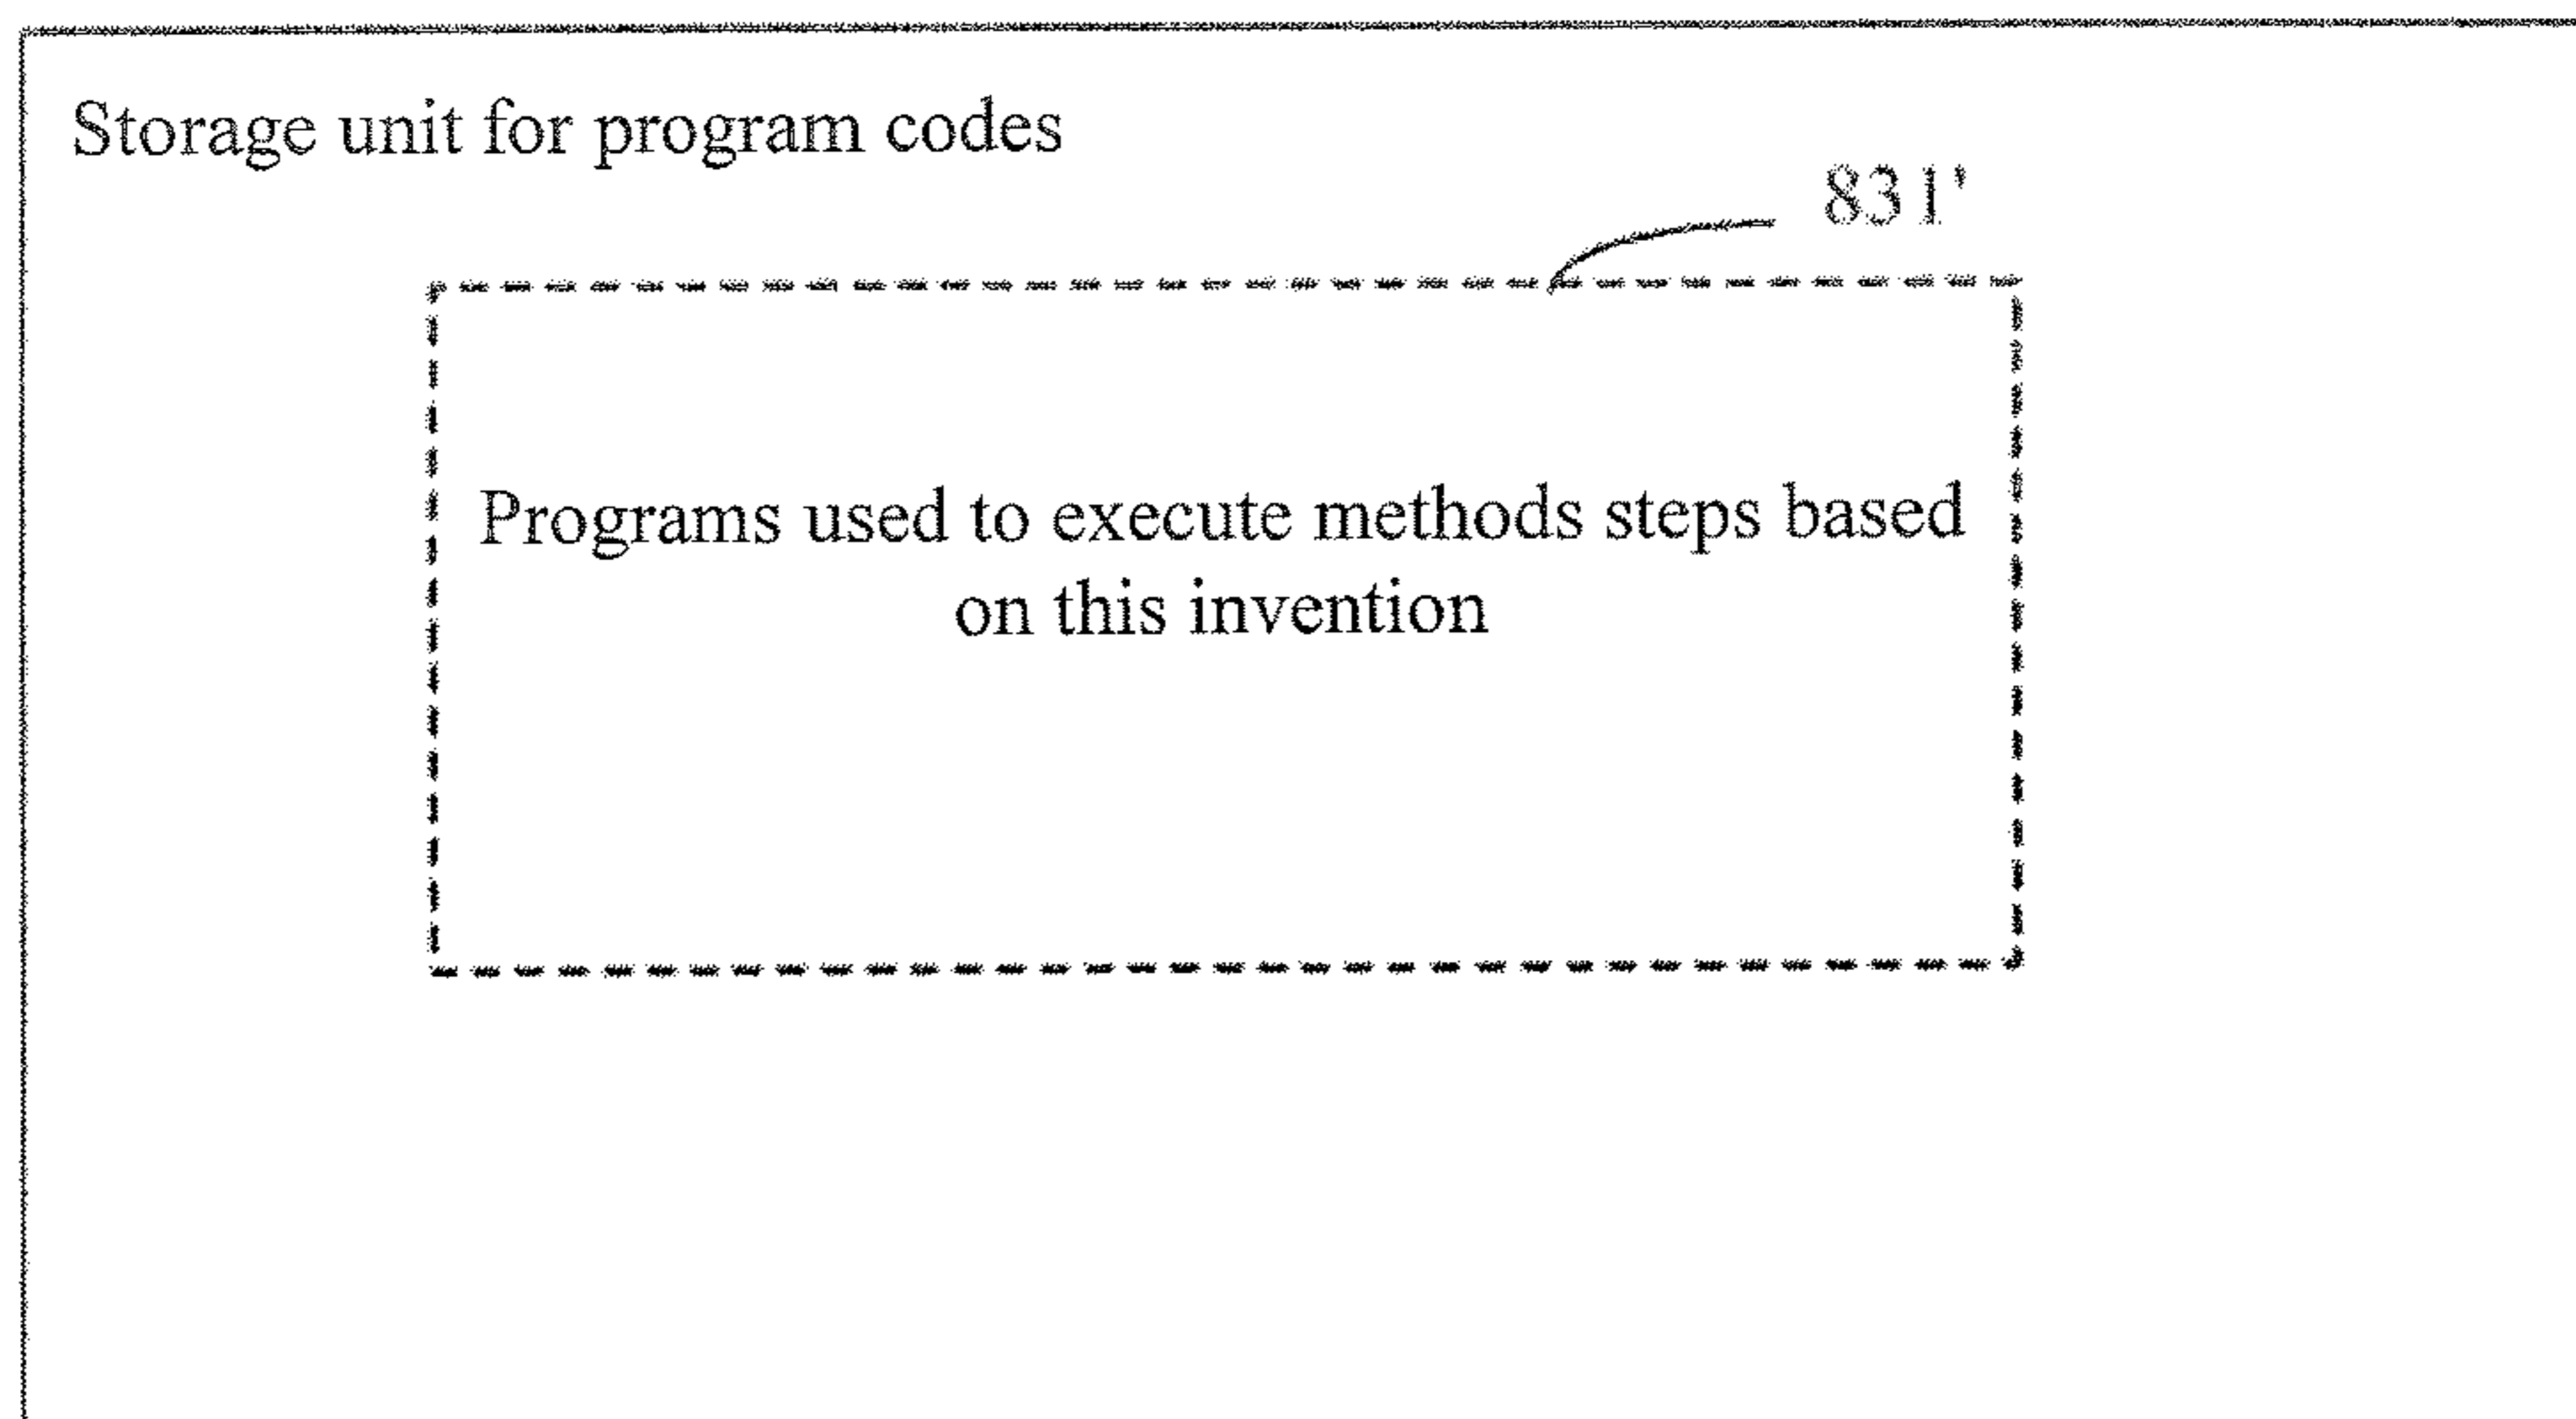 Storage unit for program codes
831'
Programs used to execute methods steps based
on this invention